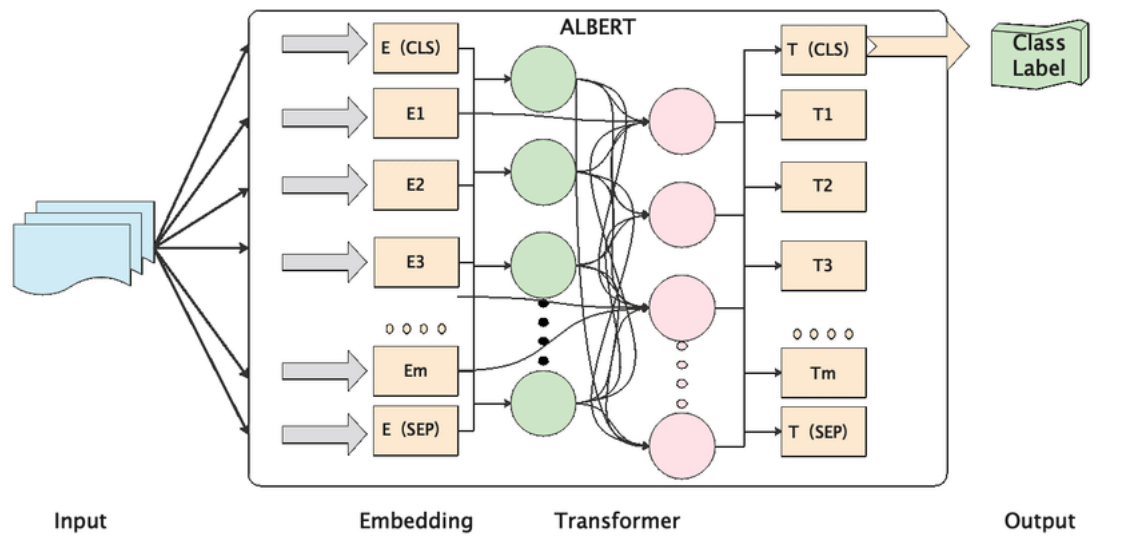 ALBERT
E (CLS)
T (CLS)
Class
Label
E1
T1
E2
T2
E3
T3
Em
Tm
E (SEP)
T (SEP)
Input
Embedding
Transformer
Output